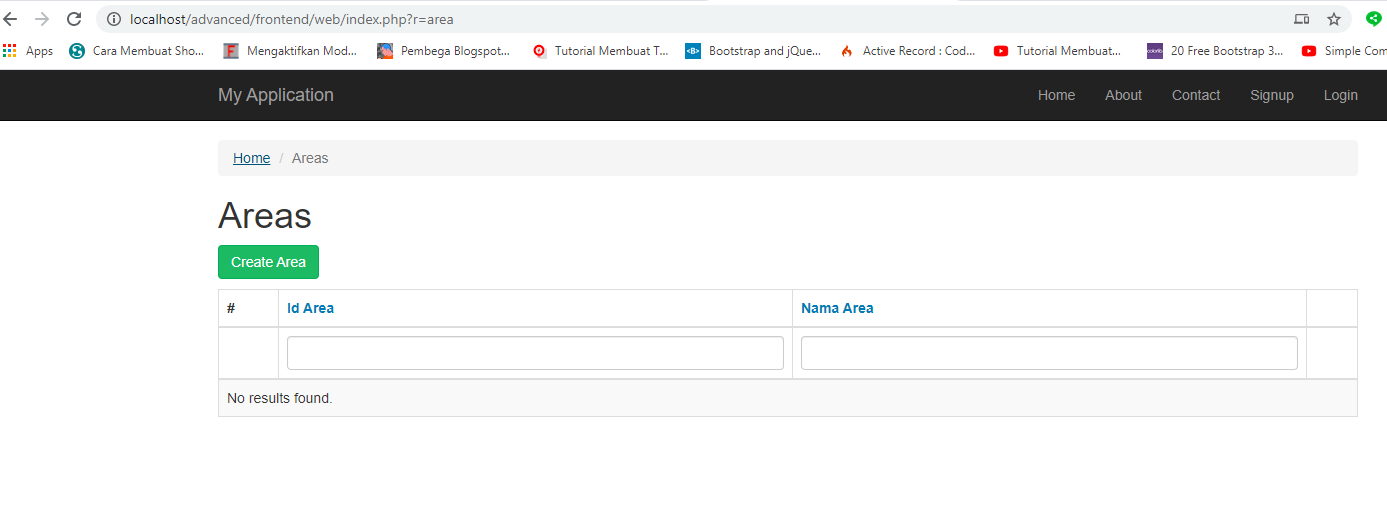 localhost/advanced/frontend/web/index.php?r=area
Apps Cara Membuat Sho... Mengaktifkan Mod... Pembega Blogspot... Tutorial Membuat T... <B> Bootstrap and jQue... Active Record : Cod... Tutorial Membuat... colorlib 20 Free Bootstrap 3... Simple Com
My Application Home About Contact Signup Login
Home / Areas
Areas
Create Area
# Id Area Nama Area
No results found.